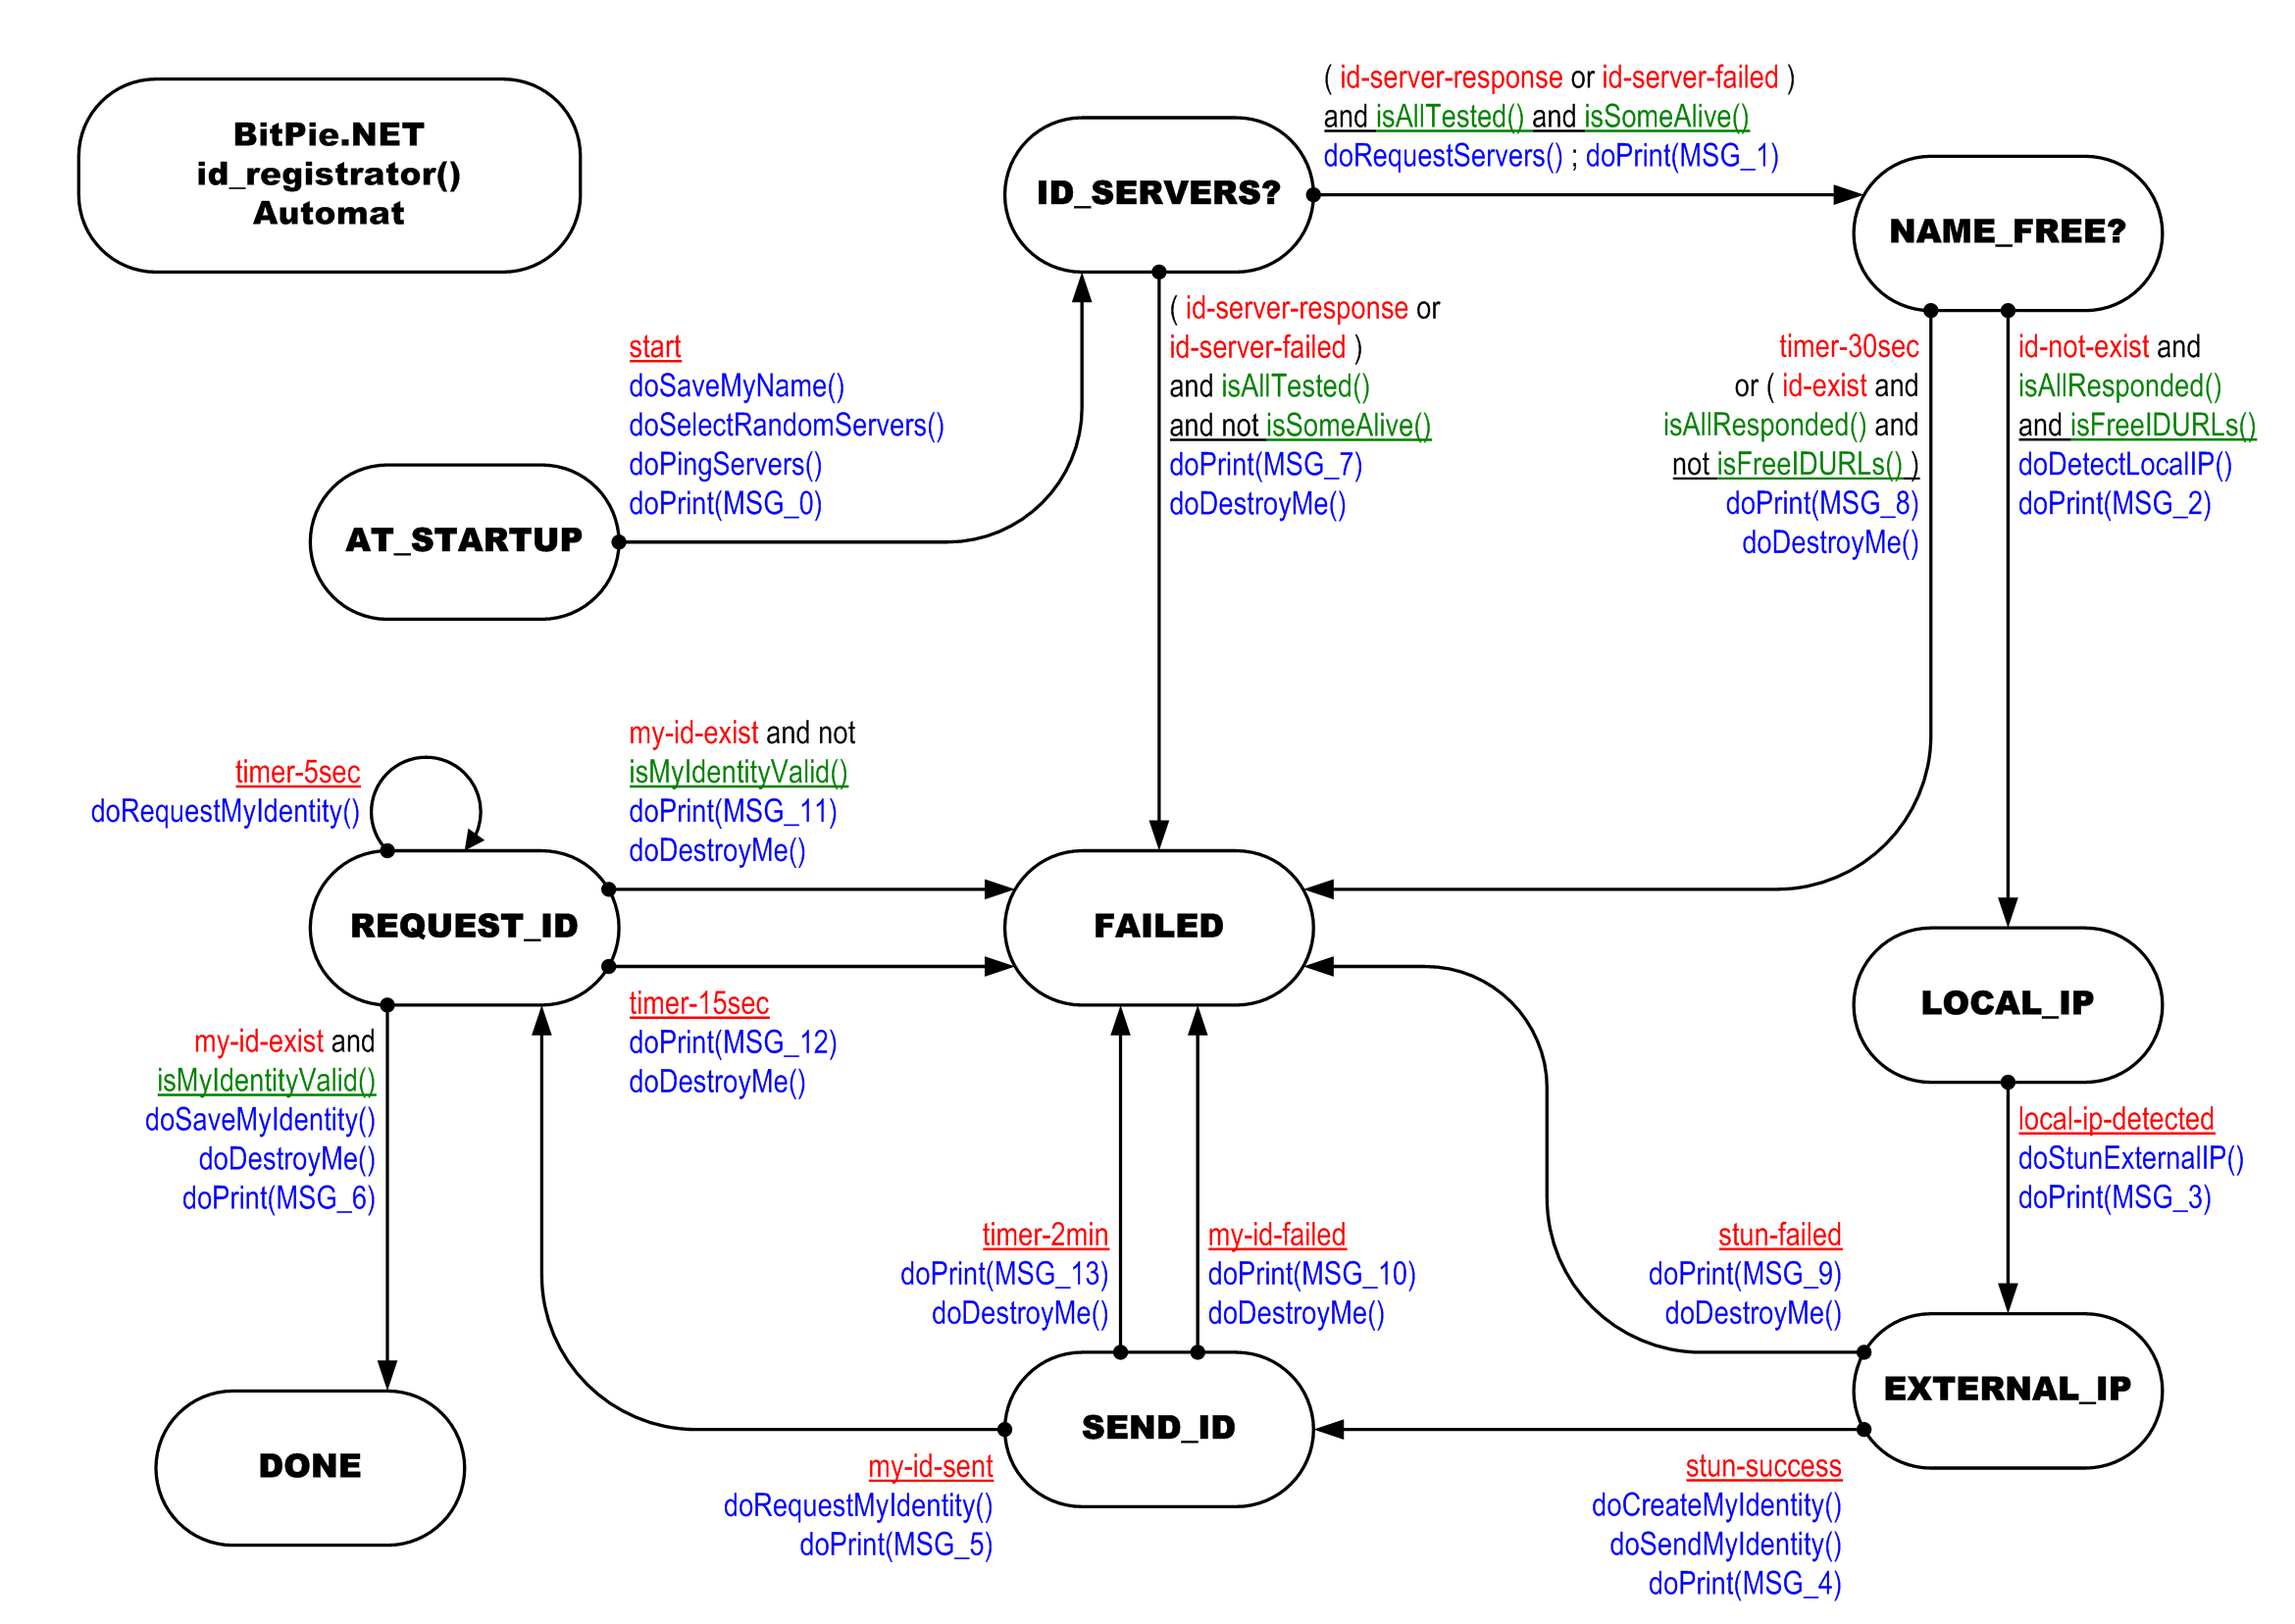 BitPie.NET
id_registrator()
Automat
( id-server-response or id-server-failed )
and isAllTested() and isSomeAlive()
doRequestServers() ; doPrint(MSG_1)
ID_SERVERS?
NAME_FREE?
( id-server-response or
id-server-failed )
and isAllTested()
and not isSomeAlive()
doPrint(MSG_7)
doDestroyMe()
start
doSaveMyName()
doSelectRandomServers()
doPingServers()
doPrint(MSG_0)
AT_STARTUP
timer-30sec
or ( id-exist and
isAllResponded() and
not isFreeIDURLs() )
doPrint(MSG_8)
doDestroyMe()
id-not-exist and
isAllResponded()
and isFreeIDURLs()
doDetectLocalIP()
doPrint(MSG_2)
timer-5sec
doRequestMyIdentity()
my-id-exist and not
isMyIdentityValid()
doPrint(MSG_11)
doDestroyMe()
REQUEST_ID
FAILED
LOCAL_IP
timer-15sec
doPrint(MSG_12)
doDestroyMe()
my-id-exist and
isMyIdentityValid()
doSaveMyIdentity()
doDestroyMe()
doPrint(MSG_6)
local-ip-detected
doStunExternalIP()
doPrint(MSG_3)
timer-2min
doPrint(MSG_13)
doDestroyMe()
my-id-failed
doPrint(MSG_10)
doDestroyMe()
stun-failed
doPrint(MSG_9)
doDestroyMe()
EXTERNAL_IP
SEND_ID
DONE
my-id-sent
doRequestMyIdentity()
doPrint(MSG_5)
stun-success
doCreateMyIdentity()
doSendMyIdentity()
doPrint(MSG_4)